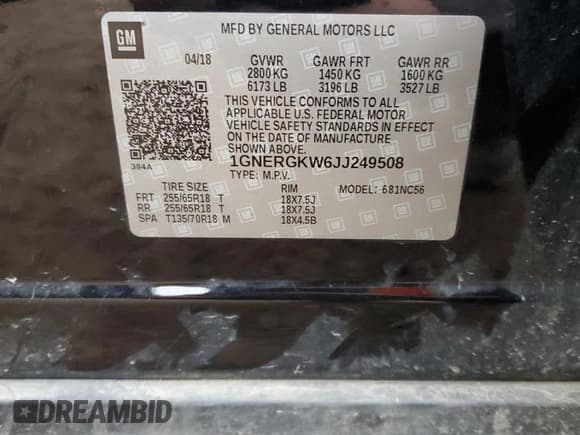 GM
MFD BY GENERAL MOTORS LLC
04/18 GVWR GAWR FRT GAWR RR
2800 KG 1450 KG 1600 KG
6173 LB 3196 LB 3527 LB
THIS VEHICLE CONFORMS TO ALL
APPLICABLE U.S. FEDERAL MOTOR
VEHICLE SAFETY STANDARDS IN EFFECT
ON THE DATE OF MANUFACTURE
SHOWN ABOVE.
384A
1GNERGKW6JJ249508
TYPE: M.P.V. MODEL: 681NC56
TIRE SIZE RIM
FRT 255/65R18 T 18X7.5J
RR 255/65R18 T 18X7.5J
SPA T135/70R18 M 18X4.5B
DREAMBID